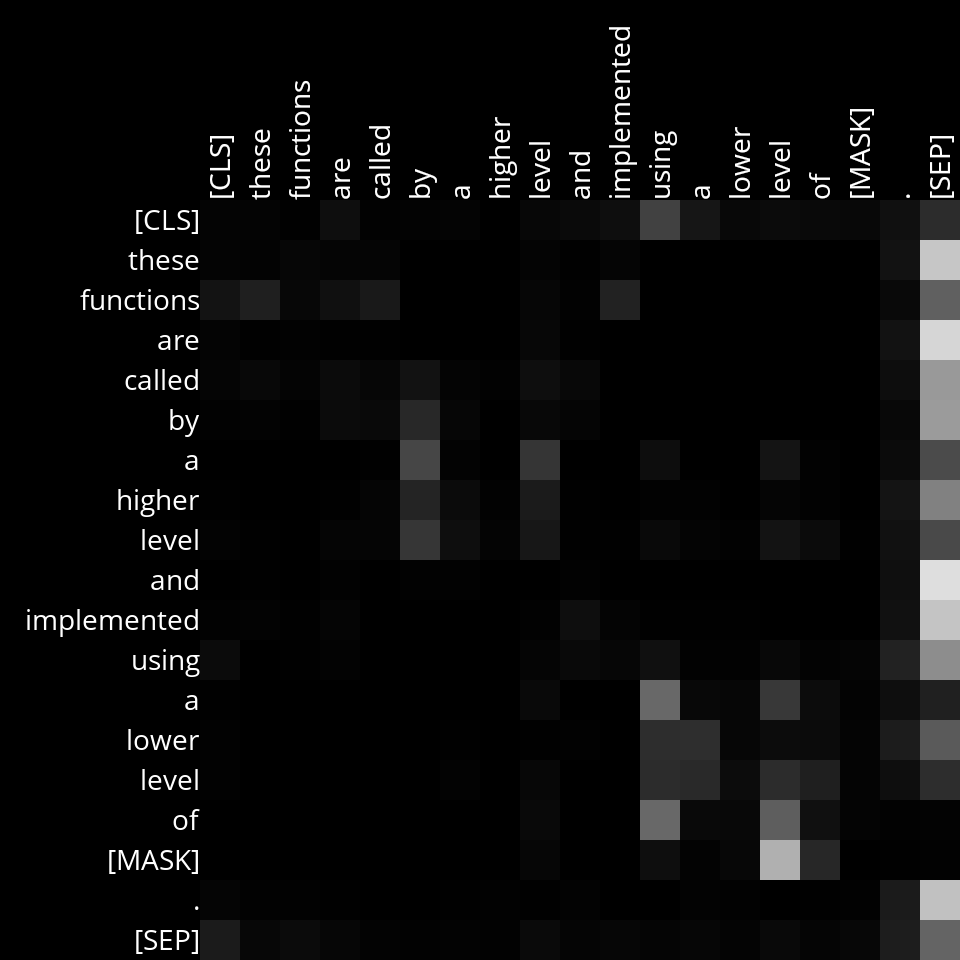 [CLS] these functions are called by a higher level and implemented using a lower level of [MASK] . [SEP]
[CLS]
these
functions
are
called
by
a
higher
level
and
implemented
using
a
lower
level
of
[MASK]
.
[SEP]